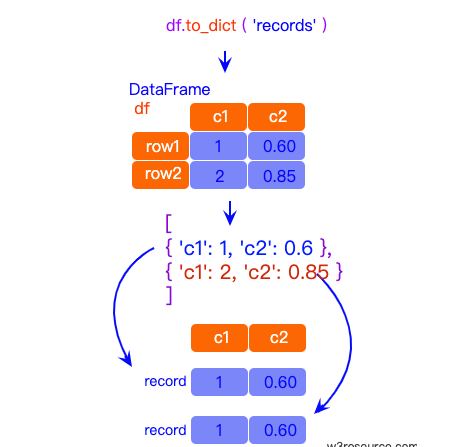 df.to_dict ( 'records' )
DataFrame
df
c1 c2
row1 1 0.60
row2 2 0.85
[
{ 'c1': 1, 'c2': 0.6 },
{ 'c1': 2, 'c2': 0.85 }
]
c1 c2
record 1 0.60
record 1 0.60
w3resource.com